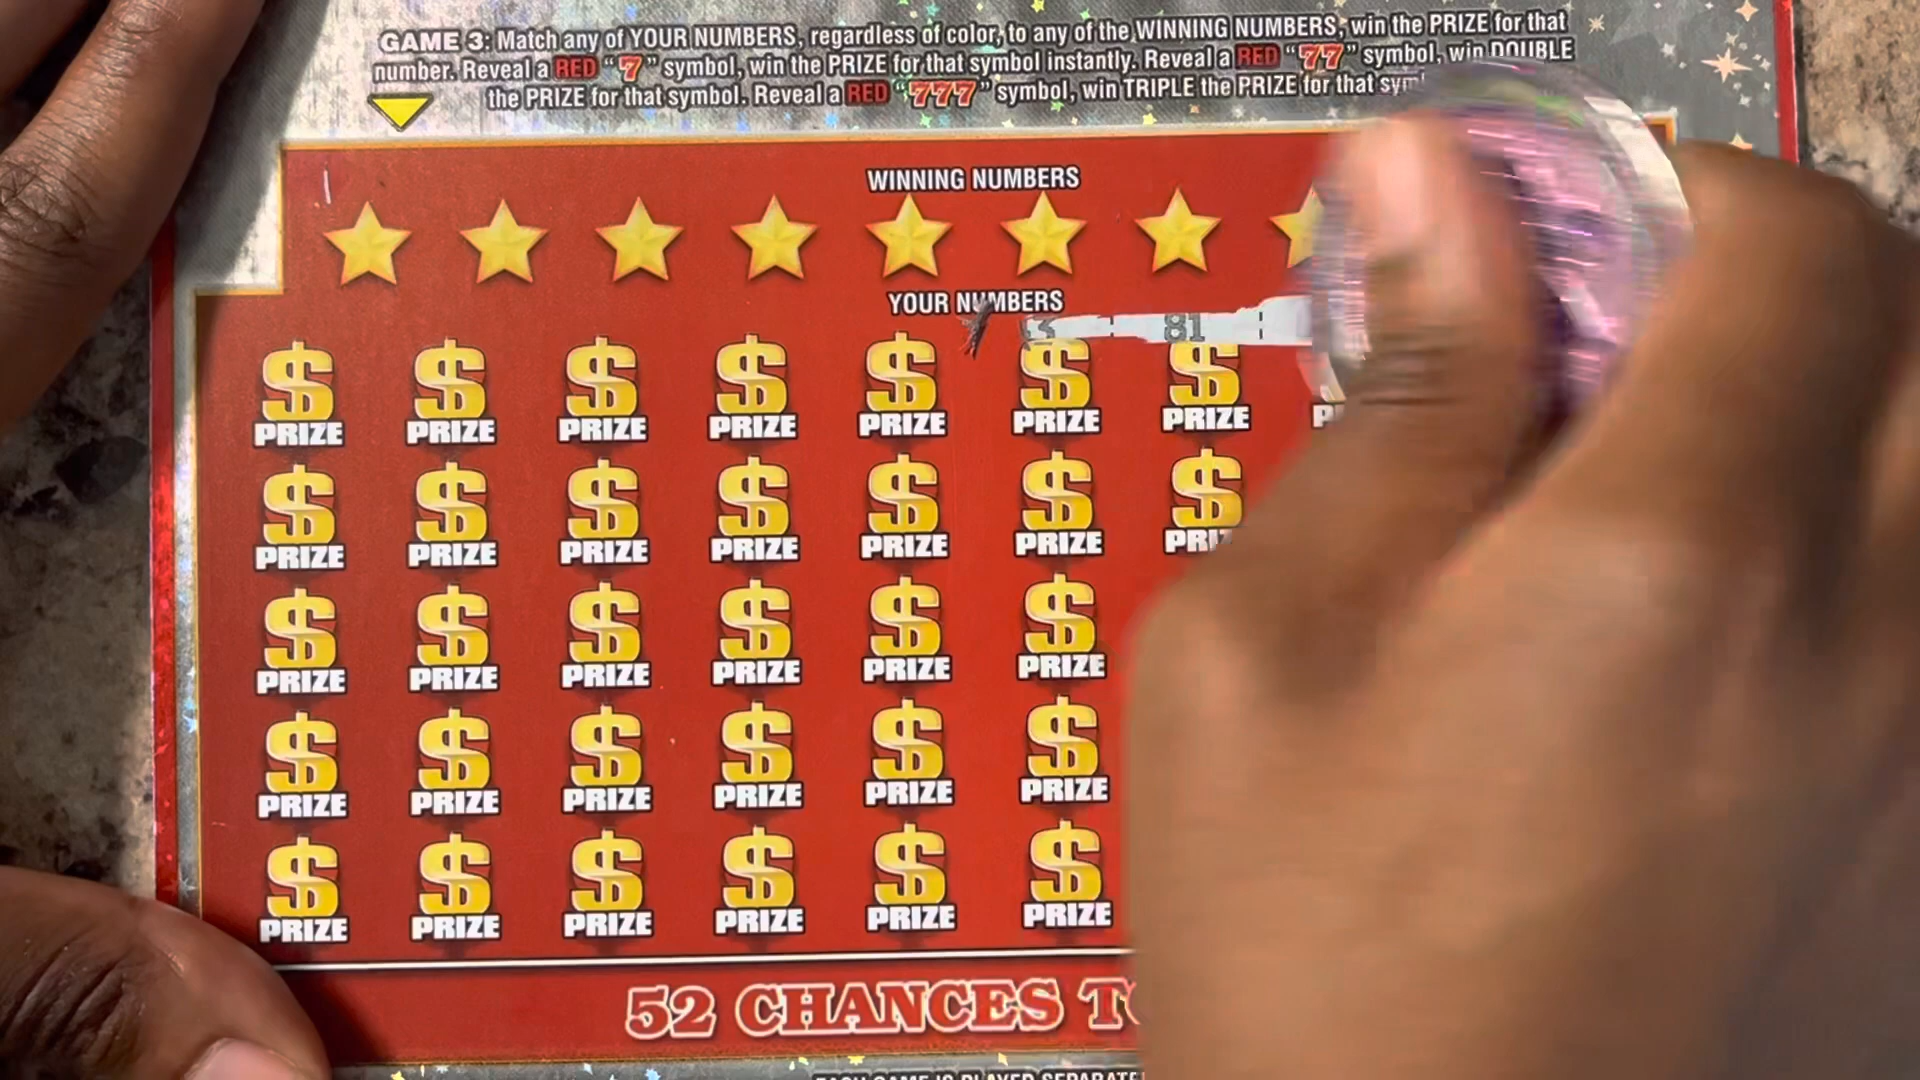 GAME 3: Match any of YOUR NUMBERS, regardless of color, to any of the WINNING NUMBERS, win the PRIZE for that
number. Reveal a RED "7" symbol, win the PRIZE for that symbol instantly. Reveal a RED "77" symbol, win DOUBLE
the PRIZE for that symbol. Reveal a RED "777" symbol, win TRIPLE the PRIZE for that
WINNING NUMBERS
YOUR NUMBERS
81
$ $ $ $ $ $ $
PRIZE PRIZE PRIZE PRIZE PRIZE PRIZE PRIZE
$ $ $ $ $ $ $
PRIZE PRIZE PRIZE PRIZE PRIZE PRIZE
$ $ $ $ $ $
PRIZE PRIZE PRIZE PRIZE PRIZE PRIZE
$ $ $ $ $ $
PRIZE PRIZE PRIZE PRIZE PRIZE PRIZE
$ $ $ $ $ $
PRIZE PRIZE PRIZE PRIZE PRIZE PRIZE
52 CHANCES